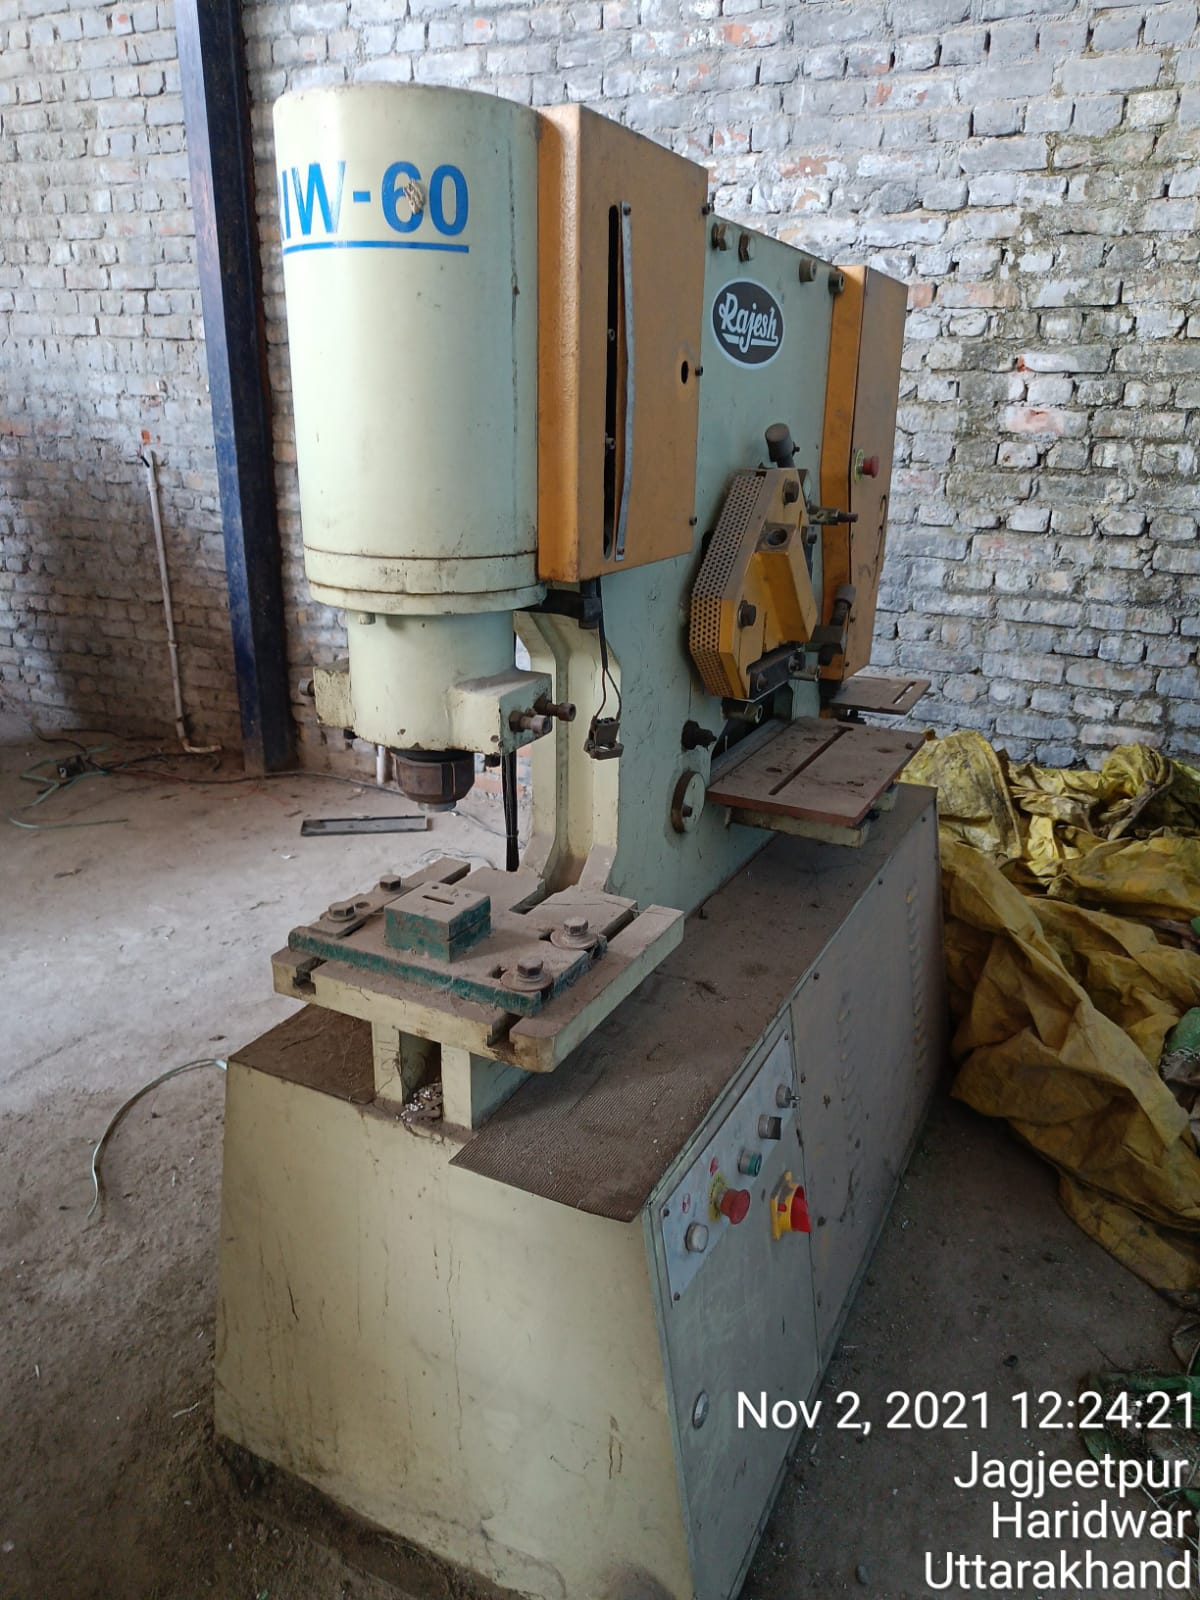 IW-60
Rajesh
Nov 2, 2021 12:24:21
Jagjeetpur
Haridwar
Uttarakhand